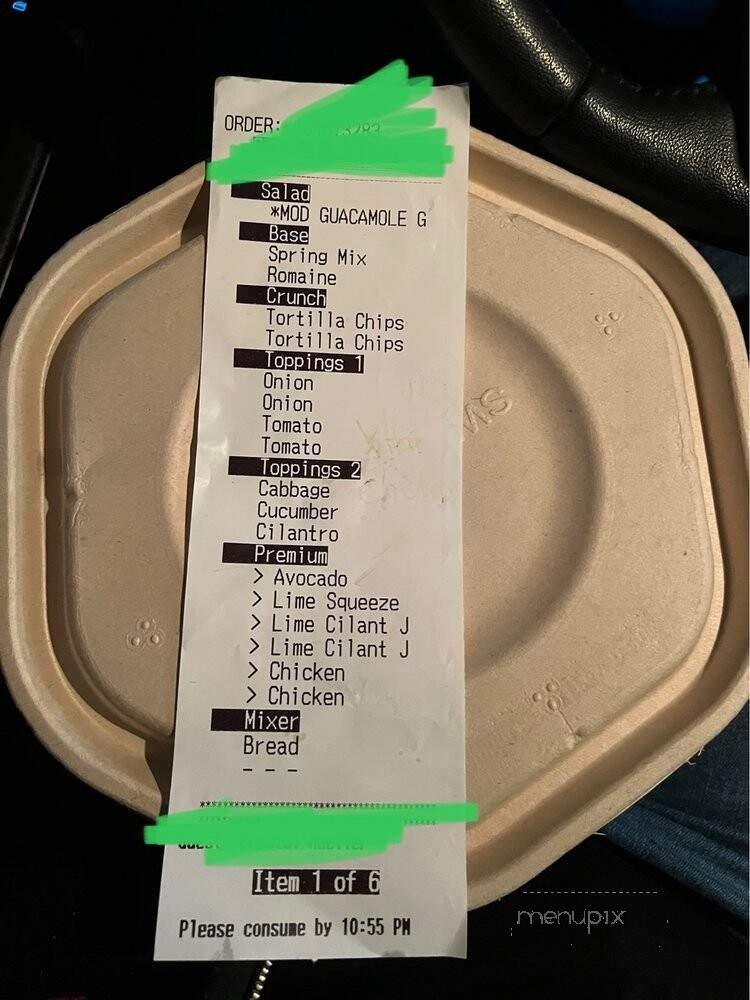 ORDER:
Salad
*MOD GUACAMOLE G
Base
Spring Mix
Romaine
Crunch
Tortilla Chips
Tortilla Chips
Toppings 1
Onion
Onion
Tomato
Tomato
Toppings 2
Cabbage
Cucumber
Cilantro
Premium
> Avocado
> Lime Squeeze
> Lime Cilant J
> Lime Cilant J
> Chicken
> Chicken
Mixer
Bread
- - -
Item 1 of 6
Please consume by 10:55 PM
menupix